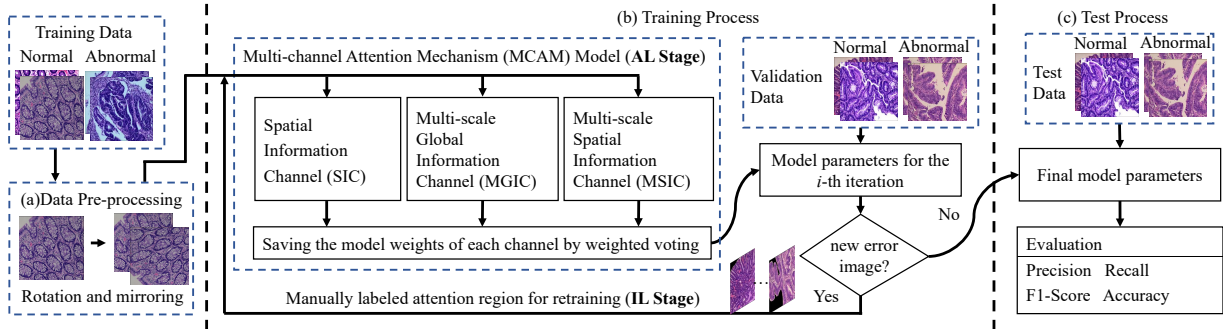 Training Data
Normal Abnormal
(a)Data Pre-processing
Rotation and mirroring
(b) Training Process
Multi-channel Attention Mechanism (MCAM) Model (AL Stage)
Spatial
Information
Channel (SIC)
Multi-scale
Global
Information
Channel (MGIC)
Multi-scale
Spatial
Information
Channel (MSIC)
Saving the model weights of each channel by weighted voting
Manually labeled attention region for retraining (IL Stage)
Normal Abnormal
Validation
Data
Model parameters for the
i-th iteration
new error
image?
...
Yes
No
(c) Test Process
Normal Abnormal
Test
Data
Final model parameters
Evaluation
Precision Recall
F1-Score Accuracy